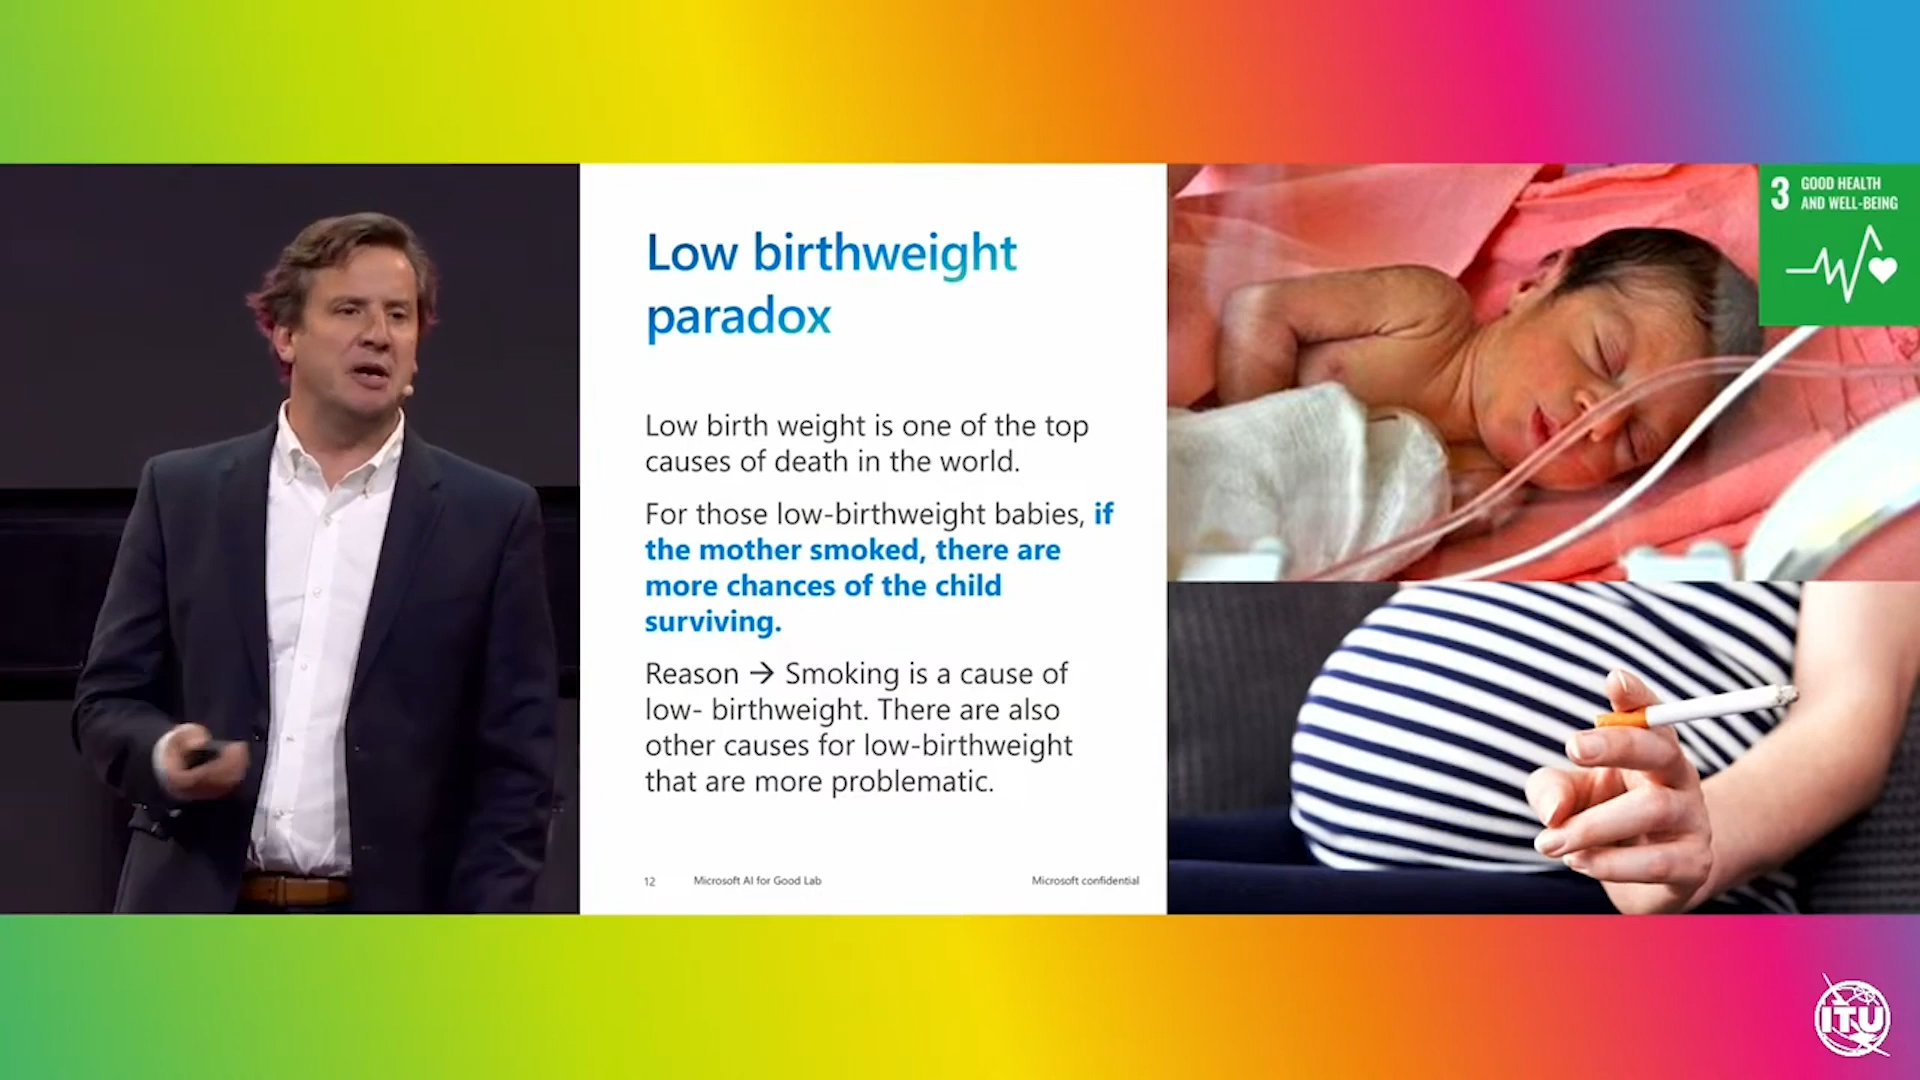 Low birthweight
paradox
Low birth weight is one of the top
causes of death in the world.
For those low-birthweight babies, if
the mother smoked, there are
more chances of the child
surviving.
Reason → Smoking is a cause of
low- birthweight. There are also
other causes for low-birthweight
that are more problematic.
12 Microsoft AI for Good Lab Microsoft confidential
3 GOOD HEALTH
AND WELL-BEING
ITU